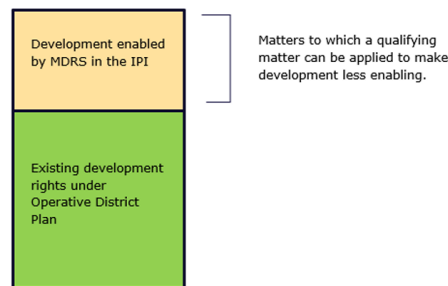 Development enabled
by MDRS in the IPI
Matters to which a qualifying
matter can be applied to make
development less enabling.
Existing development
rights under
Operative District
Plan